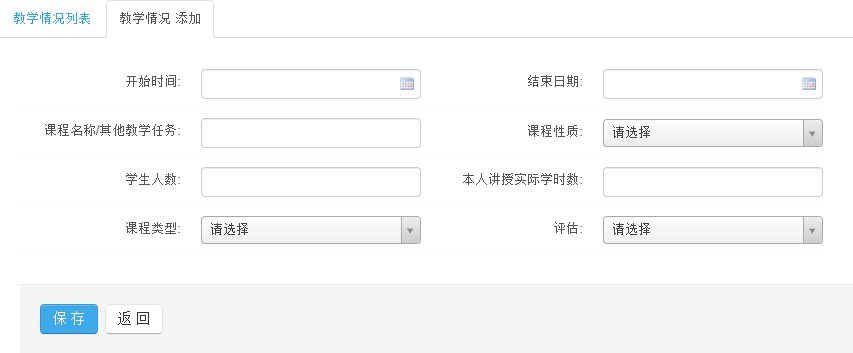 教学情况列表 教学情况 添加
开始时间: 结束日期:
课程名称/其他教学任务: 课程性质: 请选择
学生人数: 本人讲授实际学时数:
课程类型: 请选择 评估: 请选择
保 存 返 回